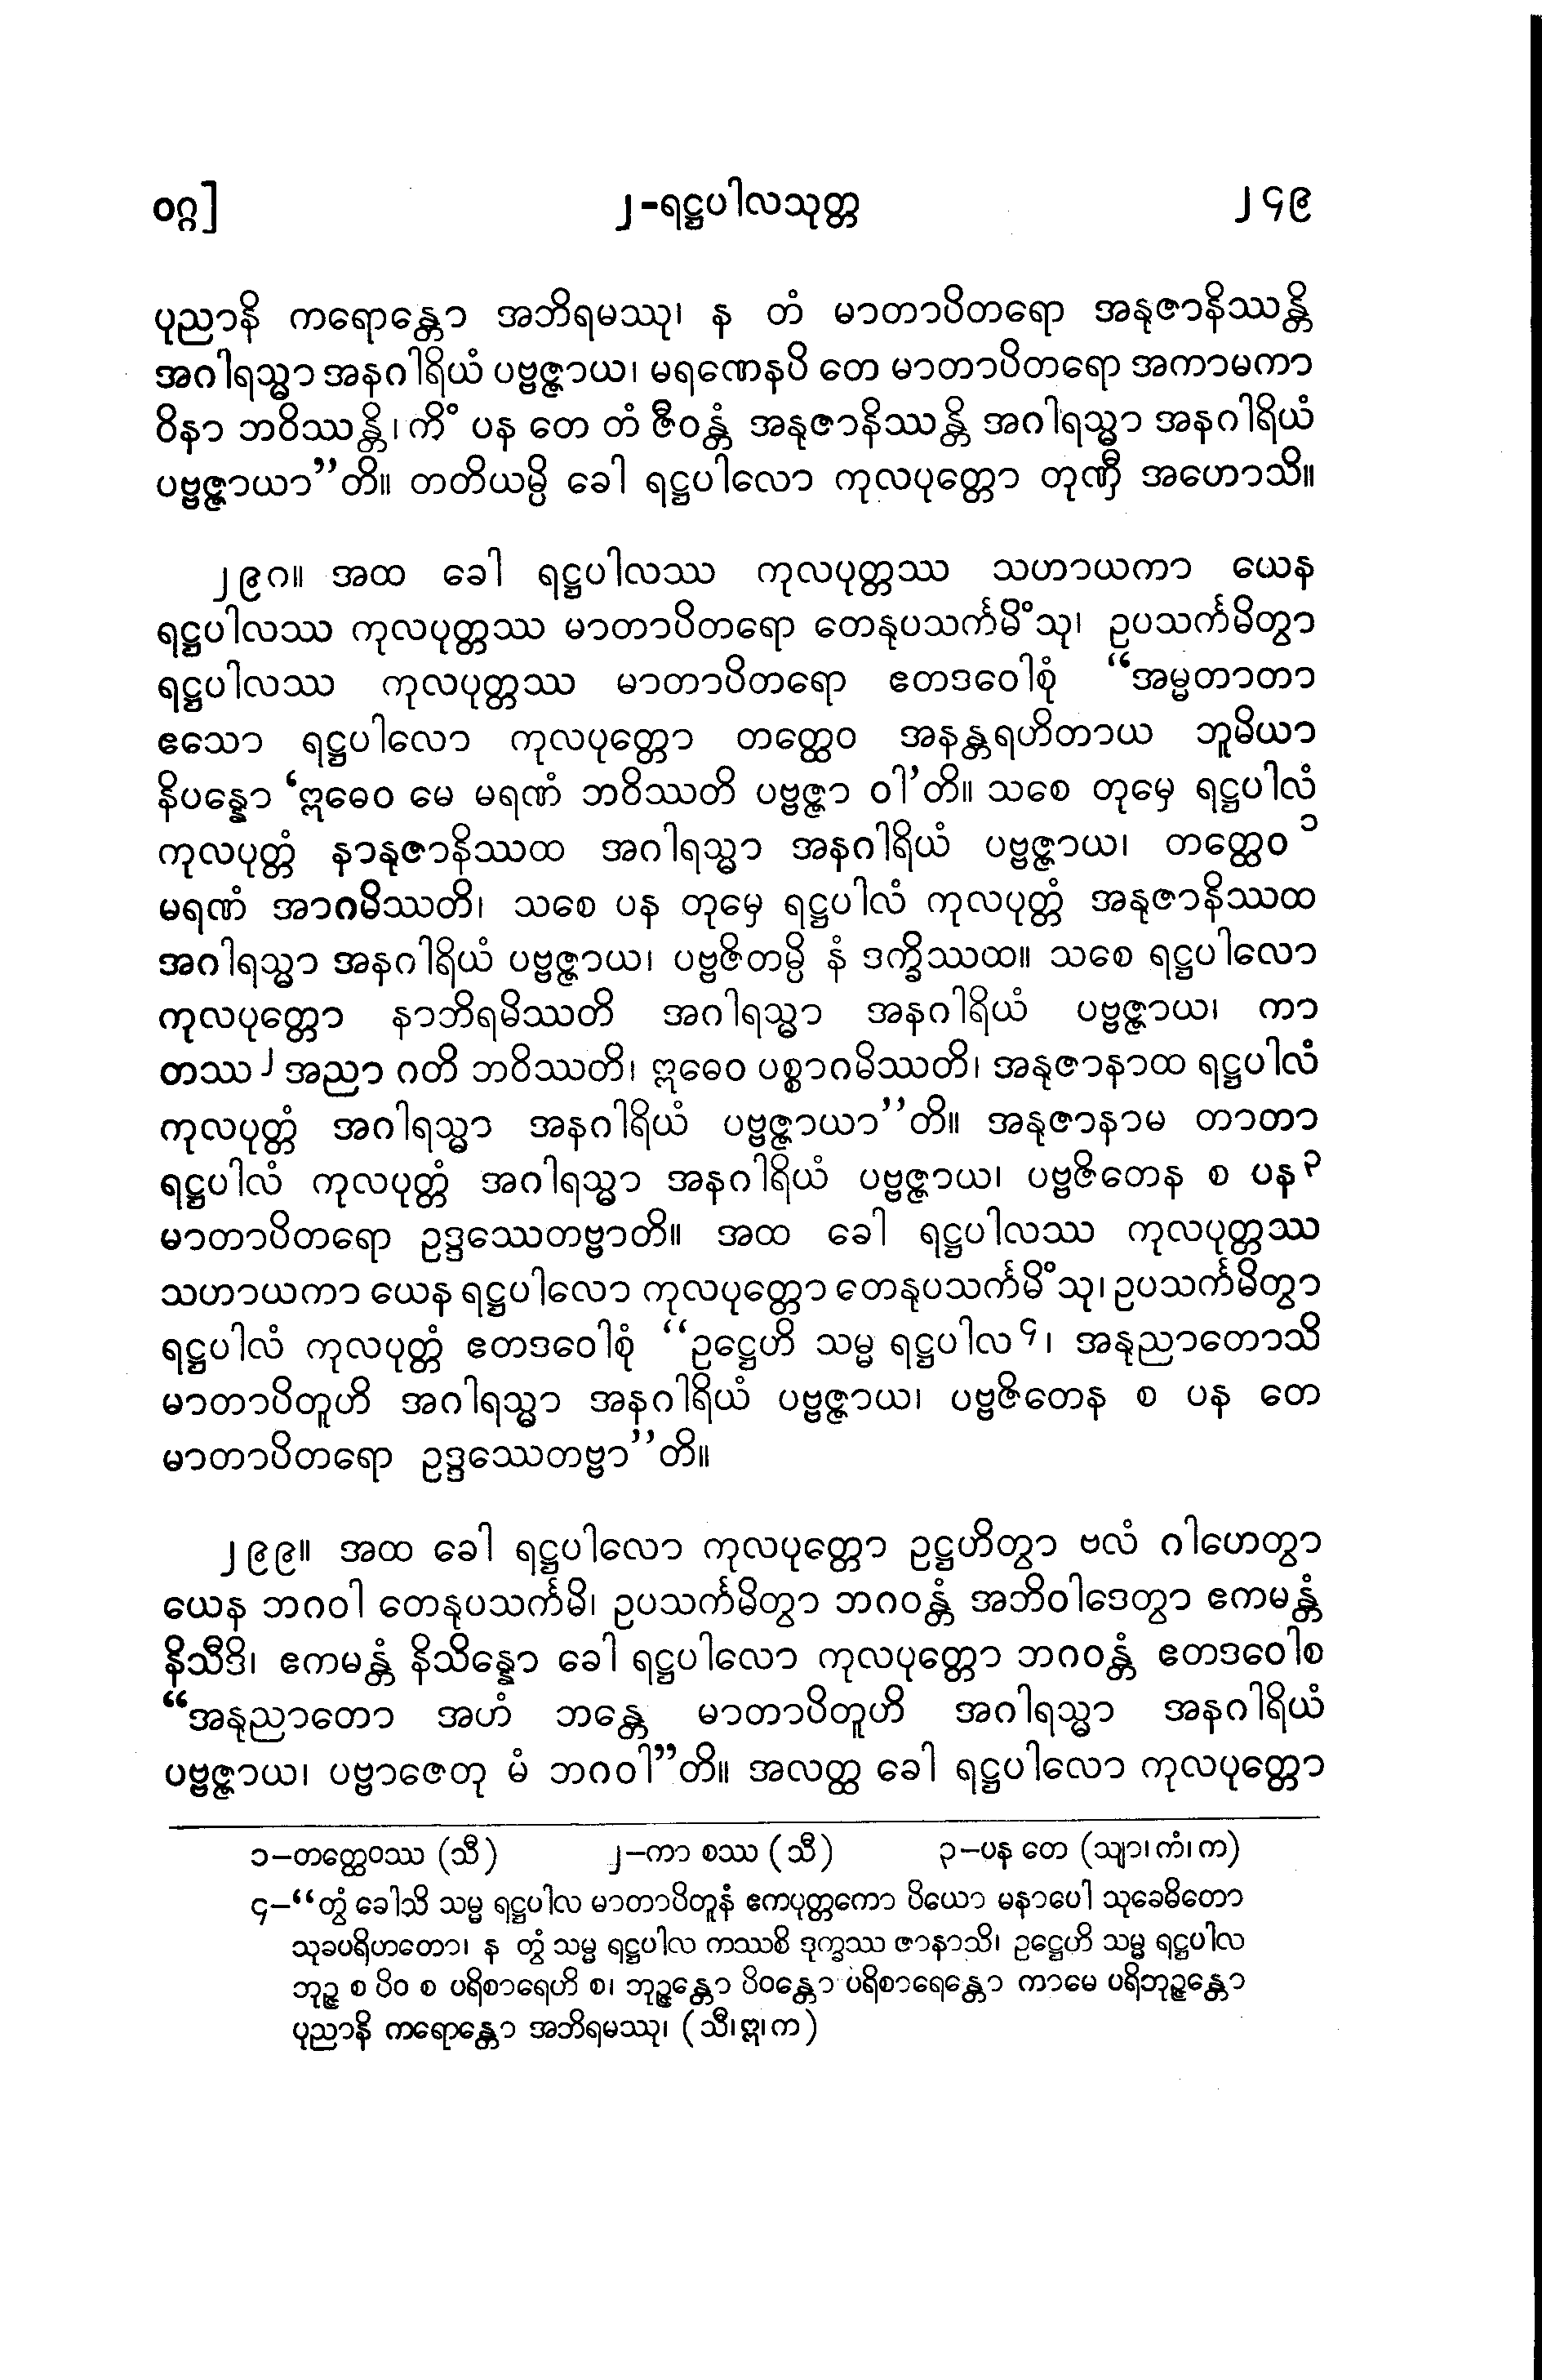 ဝဂ္ဂ]	၂-ရဋ္ဌပါလသုတ္တ	၂၄၉
ပုညာနိ ကရောန္တော အဘိရမဿု၊ န တံ မာတာပိတရော အနုဇာနိဿန္တိ
အဂါရသ္မာ အနဂါရိယံ ပဗ္ဗဇ္ဇာယ၊ မရဏေနပိ တေ မာတာပိတရော အကာမကာ
ဝိနာ ဘဝိဿန္တိ၊ ကိံ ပန တေ တံ ဇီဝန္တံ အနုဇာနိဿန္တိ အဂါရသ္မာ အနဂါရိယံ
ပဗ္ဗဇ္ဇာယာ”တိ။ တတိယမ္ပိ ခေါ ရဋ္ဌပါလော ကုလပုတ္တော တုဏှီ အဟောသိ။
၂၉ဂ။ အထ ခေါ ရဋ္ဌပါလဿ ကုလပုတ္တဿ သဟာယကာ ယေန
ရဋ္ဌပါလဿ ကုလပုတ္တဿ မာတာပိတရော တေနုပသင်္ကမိံသု၊ ဥပသင်္ကမိတွာ
ရဋ္ဌပါလဿ ကုလပုတ္တဿ မာတာပိတရော ဧတဒဝေါစုံ “အမ္မတာတာ
ဧသော ရဋ္ဌပါလော ကုလပုတ္တော တတ္ထေဝ အနန္တရဟိတာယ ဘူမိယာ
နိပန္နော ‘ဣဓေဝ မေ မရဏံ ဘဝိဿတိ ပဗ္ဗဇ္ဇာ ဝါ’တိ။ သစေ တုမှေ ရဋ္ဌပါလံ
ကုလပုတ္တံ နာနုဇာနိဿထ အဂါရသ္မာ အနဂါရိယံ ပဗ္ဗဇ္ဇာယ၊ တတ္ထေဝ ၁
မရဏံ အာဂမိဿတိ၊ သစေ ပန တုမှေ ရဋ္ဌပါလံ ကုလပုတ္တံ အနုဇာနိဿထ
အဂါရသ္မာ အနဂါရိယံ ပဗ္ဗဇ္ဇာယ၊ ပဗ္ဗဇိတမ္ပိ နံ ဒက္ခိဿထ။ သစေ ရဋ္ဌပါလော
ကုလပုတ္တော နာဘိရမိဿတိ အဂါရသ္မာ အနဂါရိယံ ပဗ္ဗဇ္ဇာယ၊ ကာ
တဿ ၂ အညာ ဂတိ ဘဝိဿတိ၊ ဣဓေဝ ပစ္စာဂမိဿတိ၊ အနုဇာနာထ ရဋ္ဌပါလံ
ကုလပုတ္တံ အဂါရသ္မာ အနဂါရိယံ ပဗ္ဗဇ္ဇာယာ”တိ။ အနုဇာနာမ တာတာ
ရဋ္ဌပါလံ ကုလပုတ္တံ အဂါရသ္မာ အနဂါရိယံ ပဗ္ဗဇ္ဇာယ၊ ပဗ္ဗဇိတေန စ ပန ၃
မာတာပိတရော ဥဒ္ဒဿေတဗ္ဗာတိ။ အထ ခေါ ရဋ္ဌပါလဿ ကုလပုတ္တဿ
သဟာယကာ ယေန ရဋ္ဌပါလော ကုလပုတ္တော တေနုပသင်္ကမိံသု၊ ဥပသင်္ကမိတွာ
ရဋ္ဌပါလံ ကုလပုတ္တံ ဧတဒဝေါစုံ “ဥဋ္ဌေဟိ သမ္မ ရဋ္ဌပါလ ၄၊ အနုညာတောသိ
မာတာပိတူဟိ အဂါရသ္မာ အနဂါရိယံ ပဗ္ဗဇ္ဇာယ၊ ပဗ္ဗဇိတေန စ ပန တေ
မာတာပိတရော ဥဒ္ဒဿေတဗ္ဗာ”တိ။
၂၉၉။ အထ ခေါ ရဋ္ဌပါလော ကုလပုတ္တော ဥဋ္ဌဟိတွာ ဗလံ ဂါဟေတွာ
ယေန ဘဂဝါ တေနုပသင်္ကမိ၊ ဥပသင်္ကမိတွာ ဘဂဝန္တံ အဘိဝါဒေတွာ ဧကမန္တံ
နိသီဒိ၊ ဧကမန္တံ နိသိန္နော ခေါ ရဋ္ဌပါလော ကုလပုတ္တော ဘဂဝန္တံ ဧတဒဝေါစ
“အနုညာတော အဟံ ဘန္တေ မာတာပိတူဟိ အဂါရသ္မာ အနဂါရိယံ
ပဗ္ဗဇ္ဇာယ၊ ပဗ္ဗာဇေတု မံ ဘဂဝါ”တိ။ အလတ္ထ ခေါ ရဋ္ဌပါလော ကုလပုတ္တော
၁–တတ္ထေဝဿ (သီ)	၂–ကာ စဿ (သီ)	၃–ပန တေ (သျာ၊ ကံ၊ က)
၄–“တွံ ခေါသိ သမ္မ ရဋ္ဌပါလ မာတာပိတူနံ ဧကပုတ္တကော ပိယော မနာပေါ သုခေဓိတော
သုခပရိဟတော၊ န တွံ သမ္မ ရဋ္ဌပါလ ကဿစိ ဒုက္ခဿ ဇာနာသိ၊ ဥဋ္ဌေဟိ သမ္မ ရဋ္ဌပါလ
ဘုဉ္ဇ စ ပိဝ စ ပရိစာရေဟိ စ၊ ဘုဉ္ဇန္တော ပိဝန္တော ပရိစာရေန္တော ကာမေ ပရိဘုဉ္ဇန္တော
ပုညာနိ ကရောန္တော အဘိရမဿု၊ (သီ၊ ဣ၊ က)